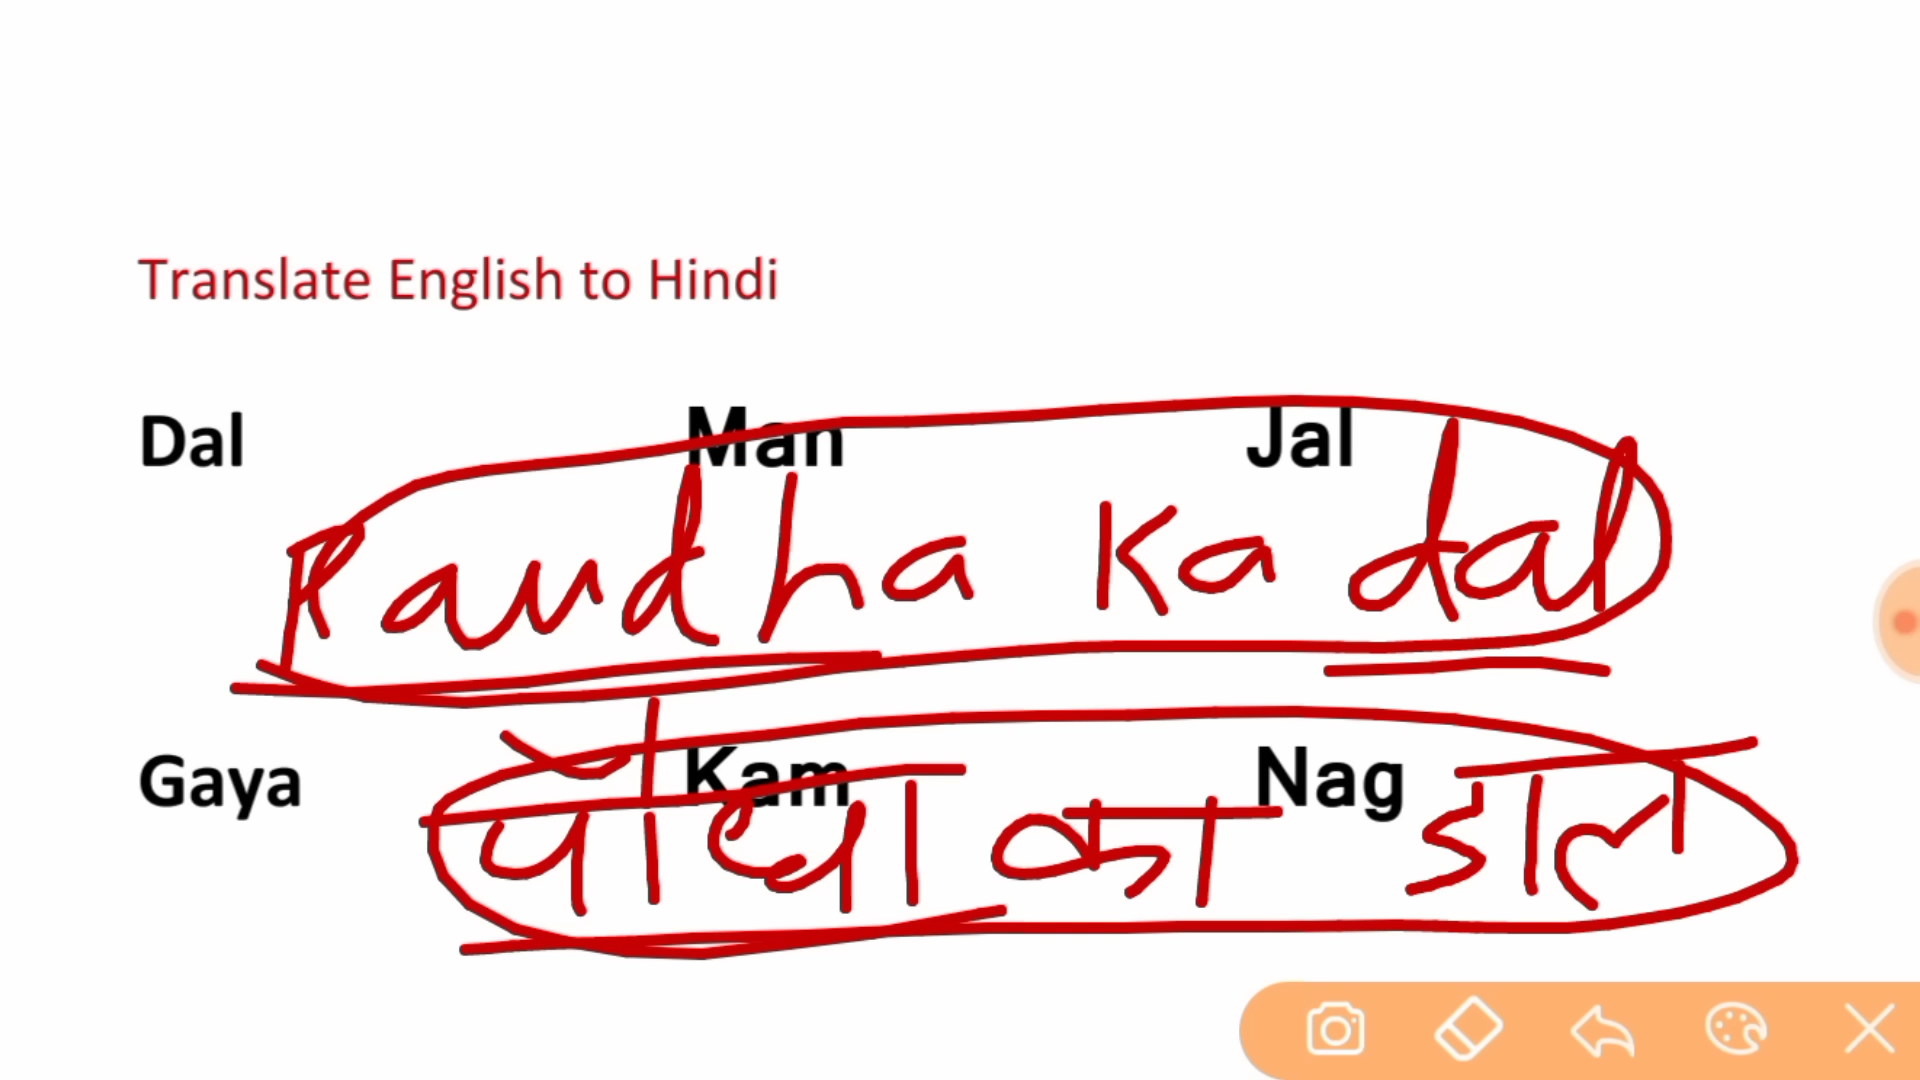 Translate English to Hindi
Dal Man Jal
Paudha Ka dal
Gaya Kam Nag
पौधा का डाल